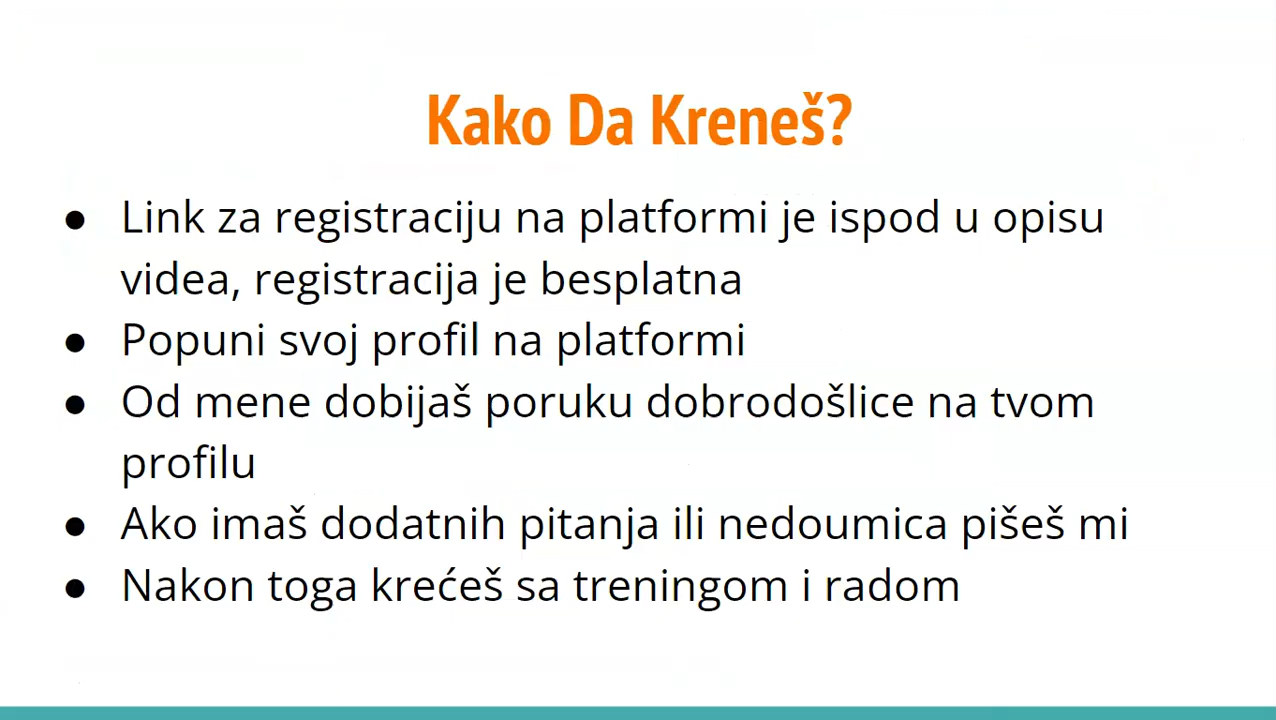 Kako Da Kreneš?
● Link za registraciju na platformi je ispod u opisu
videa, registracija je besplatna
● Popuni svoj profil na platformi
● Od mene dobijaš poruku dobrodošlice na tvom
profilu
● Ako imaš dodatnih pitanja ili nedoumica pišeš mi
● Nakon toga krećeš sa treningom i radom